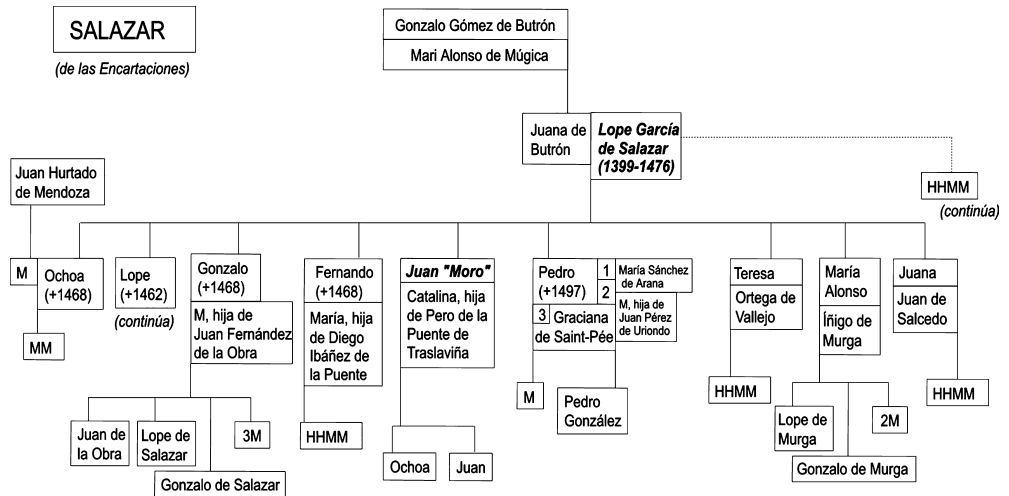 SALAZAR
(de las Encartaciones)
Gonzalo Gómez de Butrón
Mari Alonso de Múgica
Juana de
Butrón
Lope García
de Salazar
(1399-1476)
HHMM
(continúa)
Juan Hurtado
de Mendoza
M
Ochoa
(+1468)
MM
Lope
(+1462)
(continúa)
Gonzalo
(+1468)
M, hija de
Juan Fernández
de la Obra
Juan de
la Obra
Lope de
Salazar
Gonzalo de Salazar
3M
Fernando
(+1468)
María, hija
de Diego
Ibáñez de
la Puente
HHMM
Juan "Moro"
Catalina, hija
de Pero de la
Puente de
Traslaviña
Ochoa
Juan
Pedro
(+1497)
1
María Sánchez
de Arana
2
M, hija de
Juan Pérez
de Uriondo
3
Graciana
de Saint-Pée
M
Pedro
González
Teresa
Ortega de
Vallejo
HHMM
María
Alonso
Íñigo de
Murga
Lope de
Murga
Gonzalo de Murga
2M
Juana
Juan de
Salcedo
HHMM